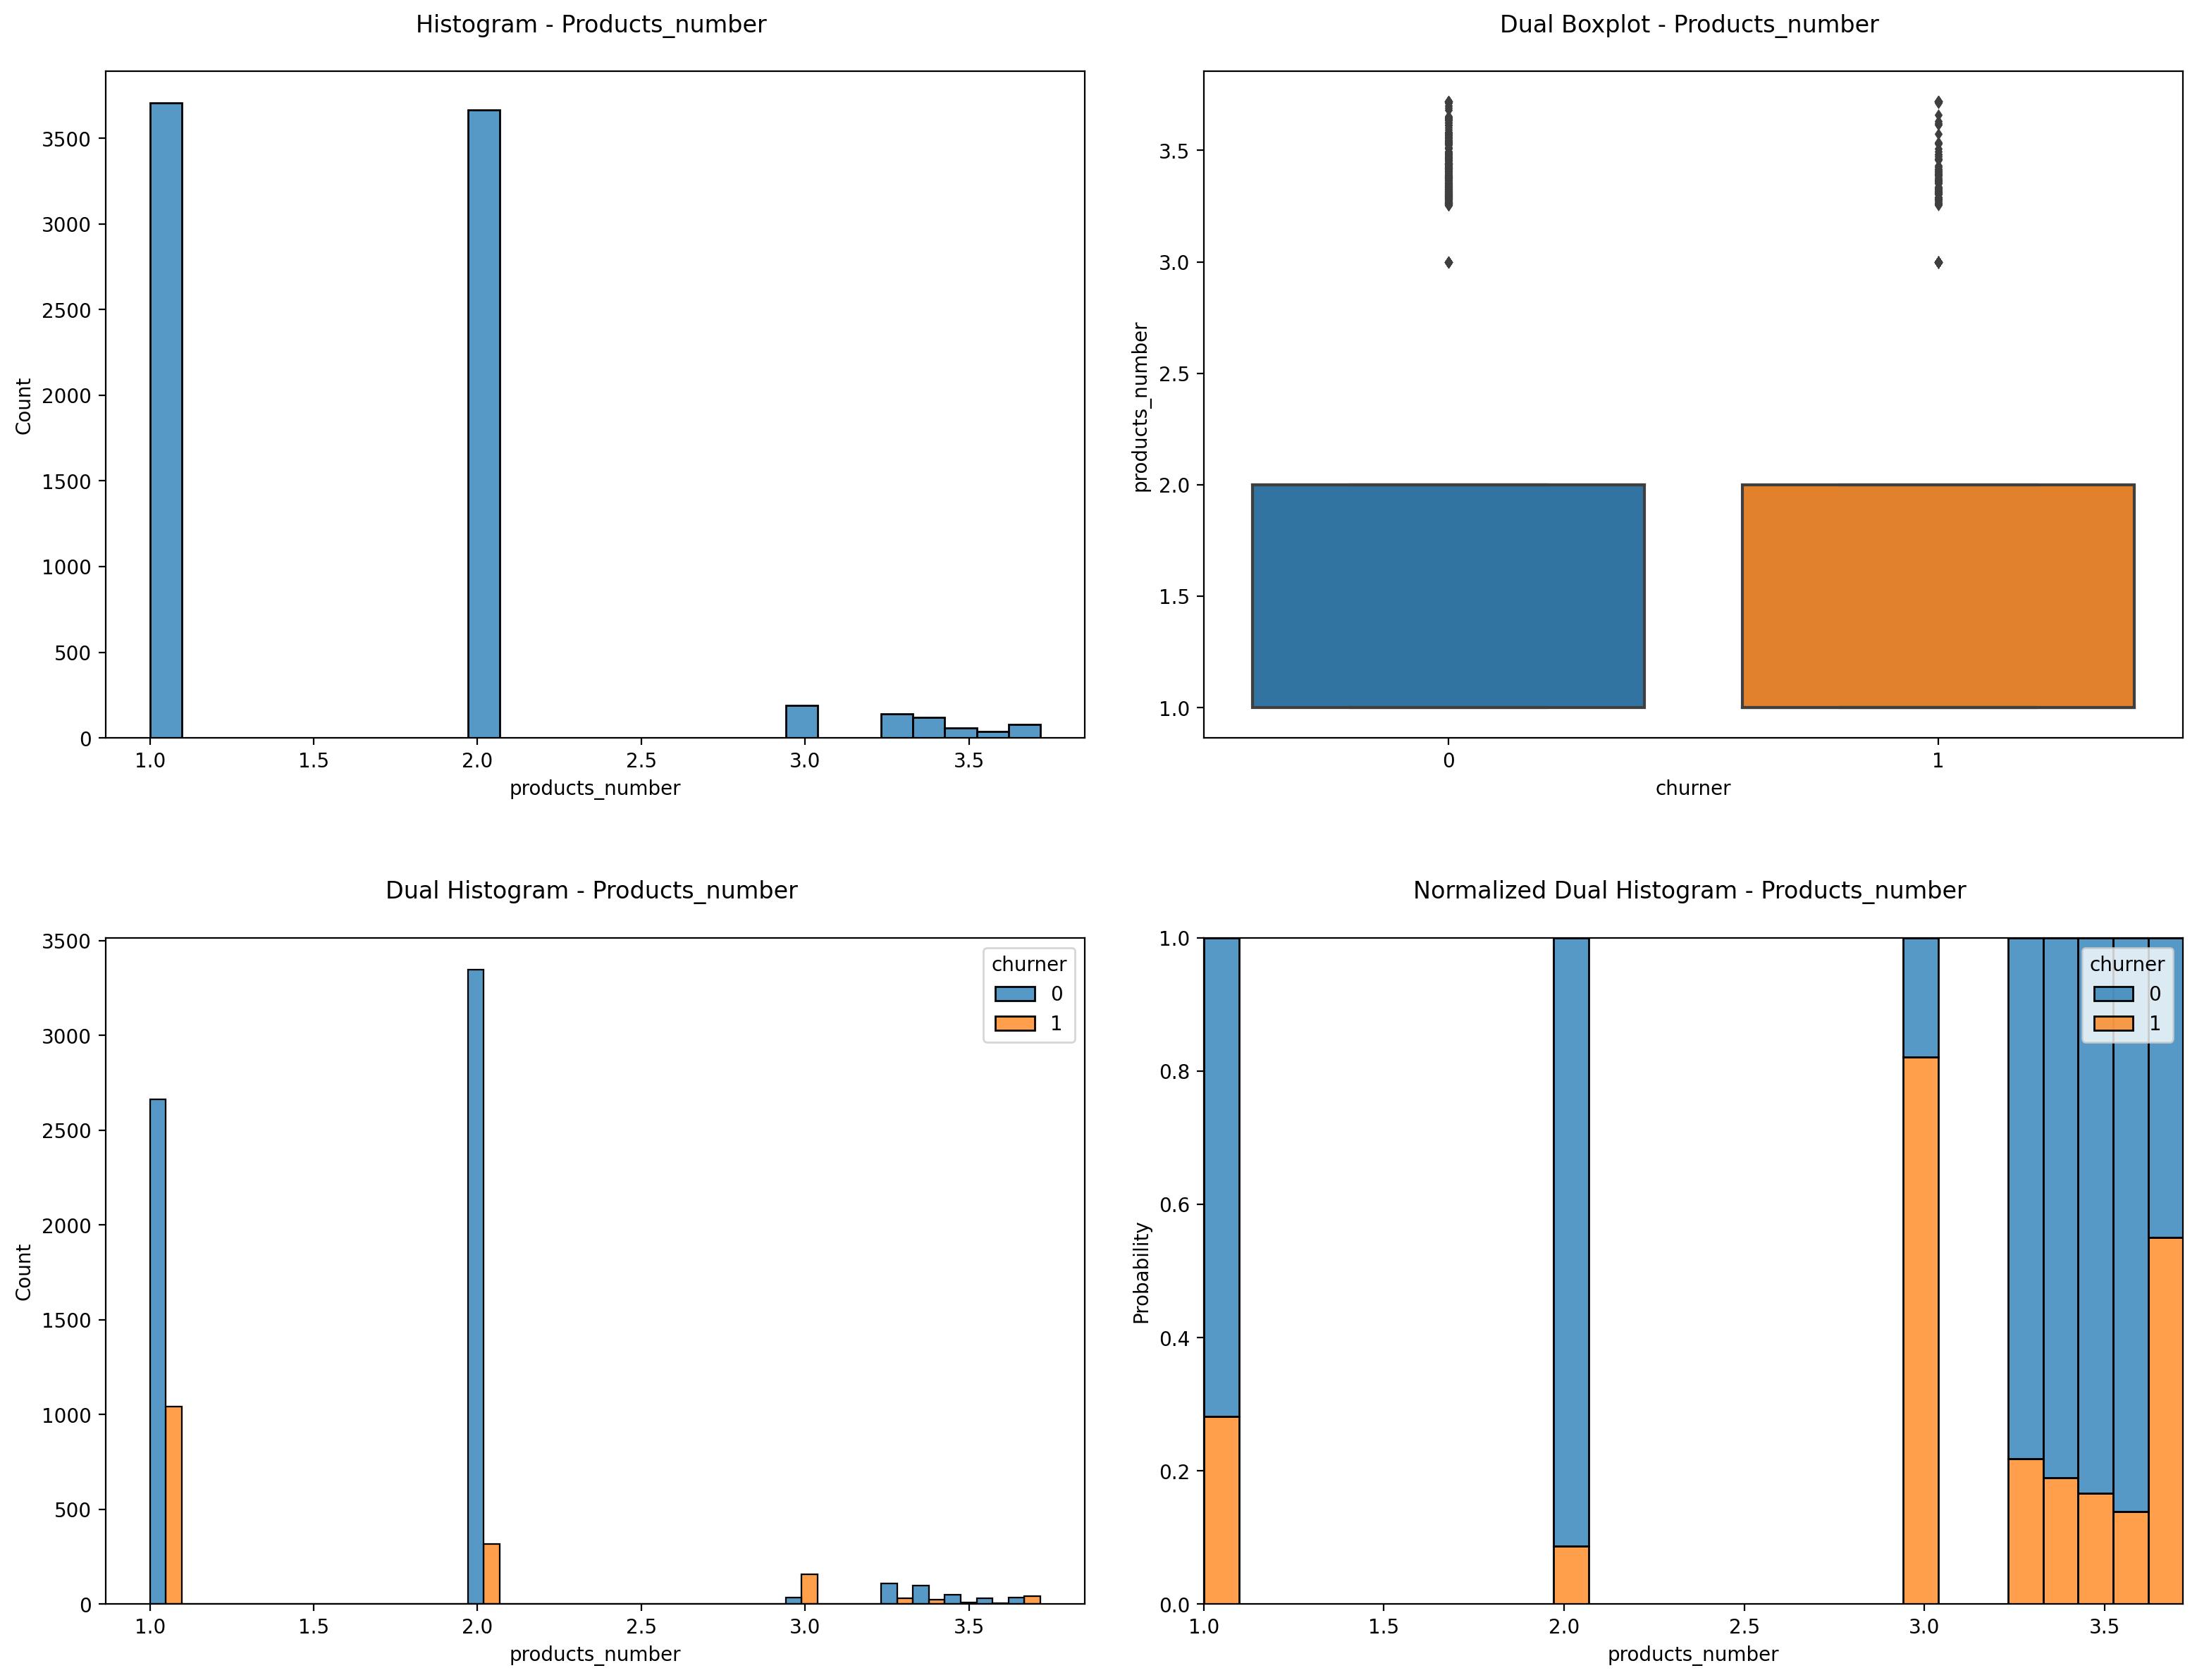 Histogram - Products_number
Count
3500
3000
2500
2000
1500
1000
500
0
1.0 1.5 2.0 2.5 3.0 3.5
products_number
Dual Boxplot - Products_number
products_number
3.5
3.0
2.5
2.0
1.5
1.0
0 1
churner
Dual Histogram - Products_number
Count
3500
3000
2500
2000
1500
1000
500
0
1.0 1.5 2.0 2.5 3.0 3.5
products_number
churner
0
1
Normalized Dual Histogram - Products_number
Probability
1.0
0.8
0.6
0.4
0.2
0.0
1.0 1.5 2.0 2.5 3.0 3.5
products_number
churner
0
1